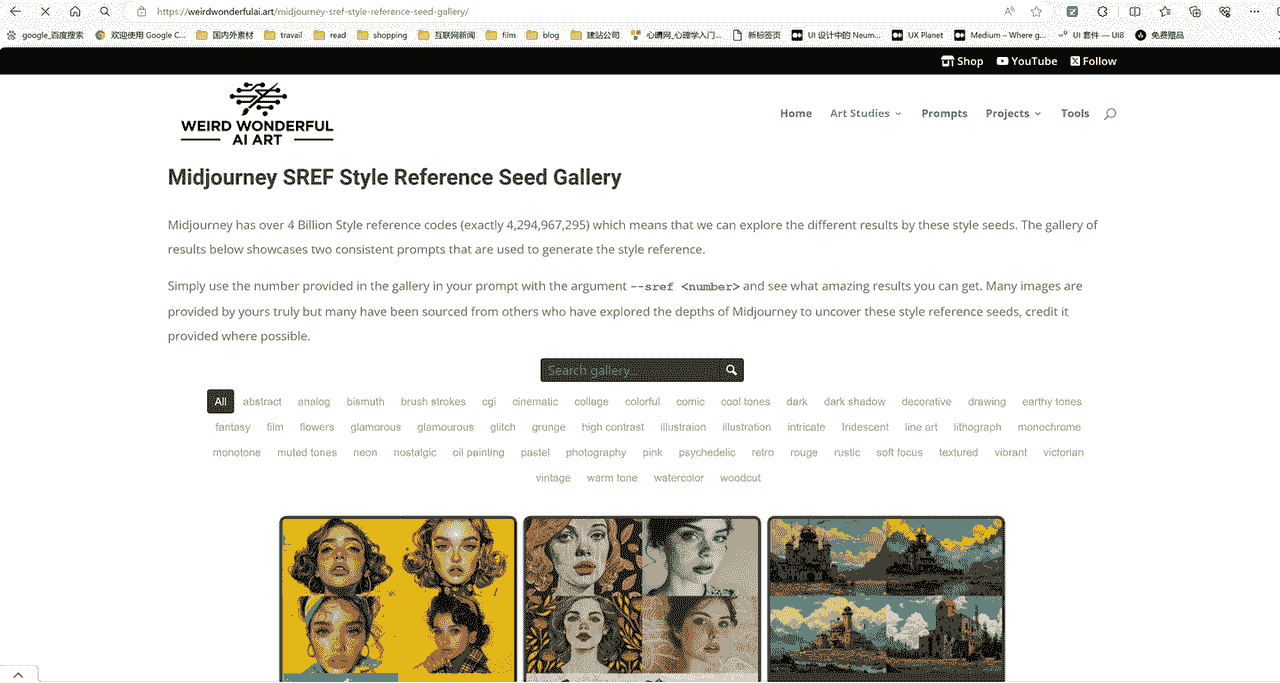 https://weirdwonderfulai.art/midjourney-sref-style-reference-seed-gallery/
google_百度搜索 欢迎使用 Google C... 国内外素材 travail read shopping 互联网新闻 film blog 建站公司 心晴网_心理学入门... 新标签页 UI 设计中的 Neum... UX Planet Medium – Where g... UI 套件 — UI8 免费赠品
Shop YouTube Follow
WEIRD WONDERFUL
AI ART
Home Art Studies Prompts Projects Tools
Midjourney SREF Style Reference Seed Gallery
Midjourney has over 4 Billion Style reference codes (exactly 4,294,967,295) which means that we can explore the different results by these style seeds. The gallery of
results below showcases two consistent prompts that are used to generate the style reference.
Simply use the number provided in the gallery in your prompt with the argument --sref <number> and see what amazing results you can get. Many images are
provided by yours truly but many have been sourced from others who have explored the depths of Midjourney to uncover these style reference seeds, credit it
provided where possible.
Search gallery...
All abstract analog bismuth brush strokes cgi cinematic collage colorful comic cool tones dark dark shadow decorative drawing earthy tones
fantasy film flowers glamorous glamourous glitch grunge high contrast illustraion illustration intricate Iridescent line art lithograph monochrome
monotone muted tones neon nostalgic oil painting pastel photography pink psychedelic retro rouge rustic soft focus textured vibrant victorian
vintage warm tone watercolor woodcut